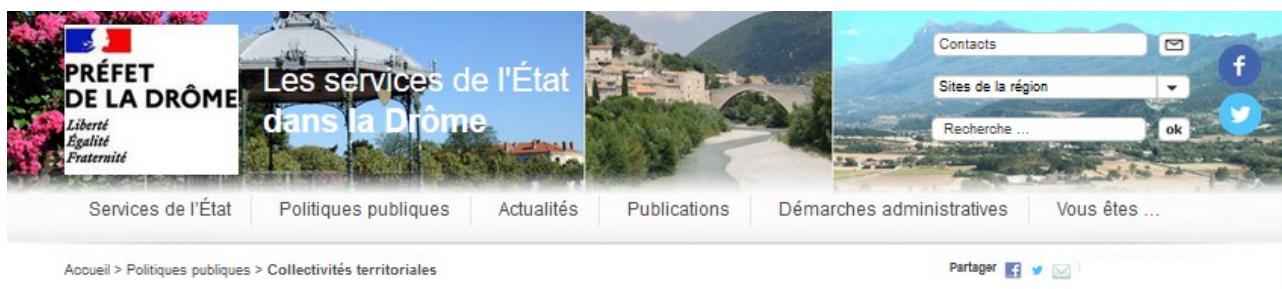 PRÉFET
DE LA DRÔME
Liberté
Égalité
Fraternité
Les services de l'État
dans la Drôme
Contacts
Sites de la région
Recherche ...
ok
f
Services de l'État
Politiques publiques
Actualités
Publications
Démarches administratives
Vous êtes ...
Accueil > Politiques publiques > Collectivités territoriales
Partager